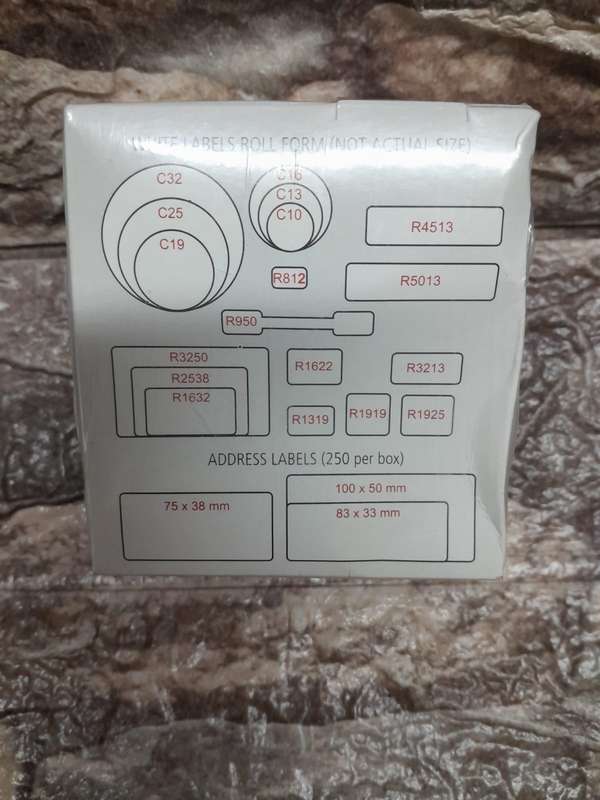 WHITE LABELS ROLL FORM (NOT ACTUAL SIZE)
C32
C25
C19
C16
C13
C10
R4513
R812
R5013
R950
R3250
R2538
R1632
R1622
R3213
R1319
R1919
R1925
ADDRESS LABELS (250 per box)
75 x 38 mm
100 x 50 mm
83 x 33 mm